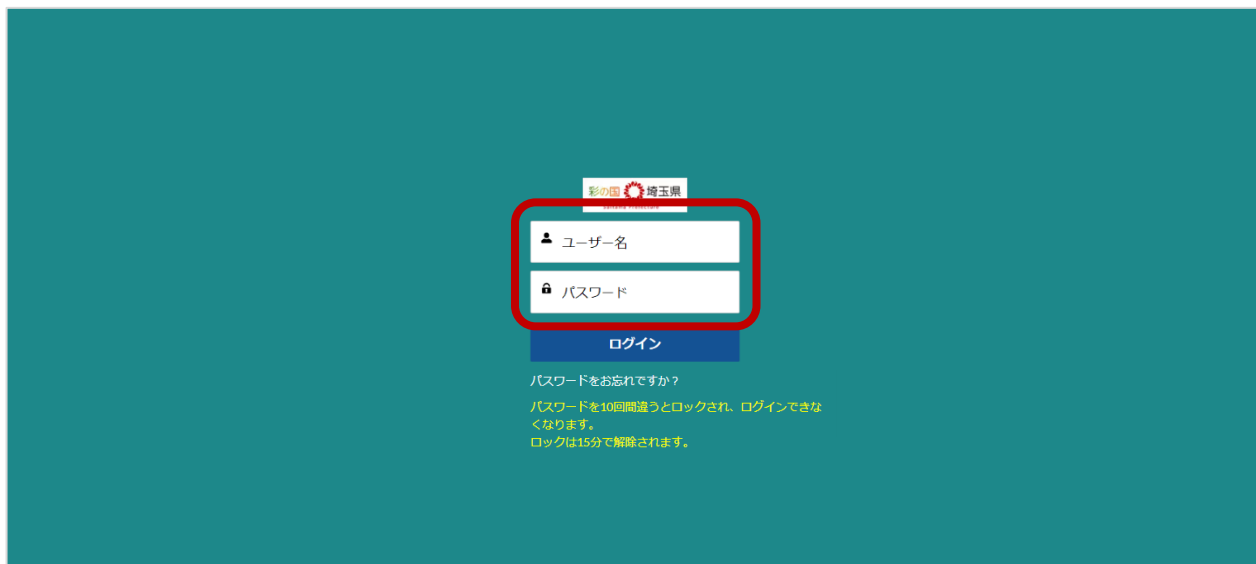 彩の国 埼玉県
ユーザー名
パスワード
ログイン
パスワードをお忘れですか？
パスワードを10回間違うとロックされ、ログインできな
くなります。
ロックは15分で解除されます。